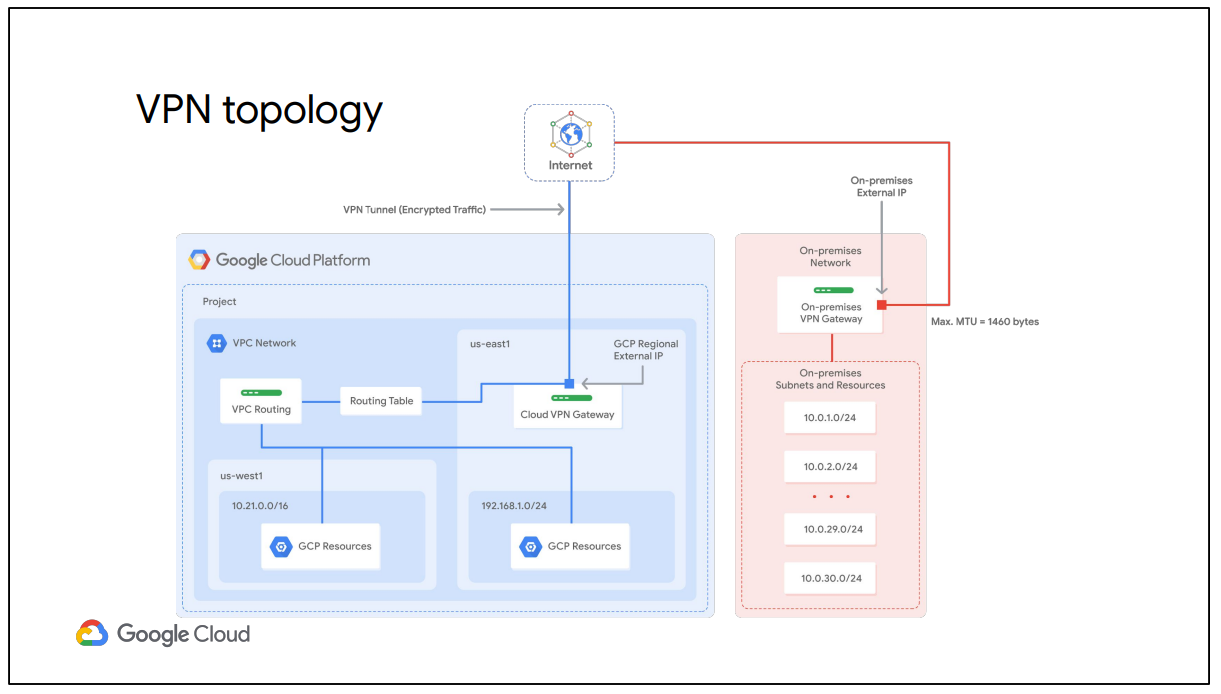 VPN topology
Internet
On-premises
External IP
VPN Tunnel (Encrypted Traffic)
Google Cloud Platform
Project
VPC Network
us-east1
GCP Regional
External IP
VPC Routing
Routing Table
Cloud VPN Gateway
us-west1
10.21.0.0/16
GCP Resources
192.168.1.0/24
GCP Resources
On-premises
Network
On-premises
VPN Gateway
Max. MTU = 1460 bytes
On-premises
Subnets and Resources
10.0.1.0/24
10.0.2.0/24
. . .
10.0.29.0/24
10.0.30.0/24
Google Cloud